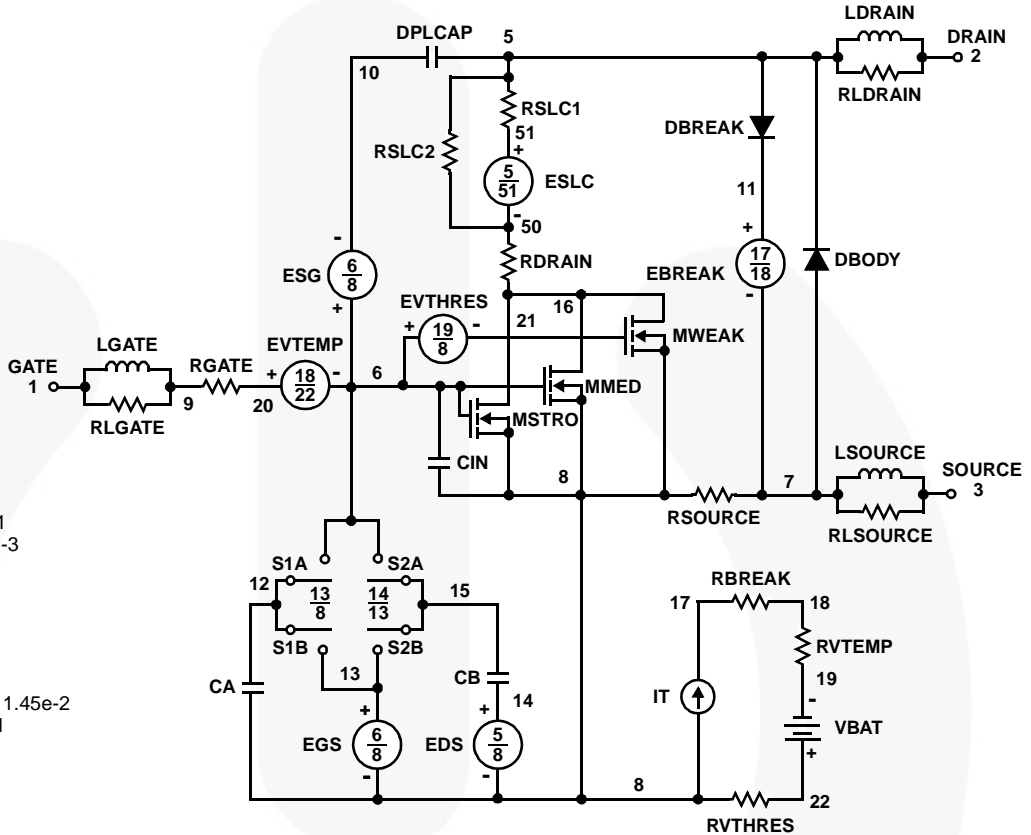 LDRAIN
DPLCAP
5
DRAIN
2
10
RLDRAIN
RSLC1
51
+
DBREAK
RSLC2
5
51
ESLC
11
-
50
-
+
RDRAIN
17
18
EBREAK
DBODY
ESG
6
8
EVTHRES
16
-
+
+
19
8
-
21
MWEAK
LGATE
EVTEMP
RGATE
GATE
1
+
18
22
-
6
MMED
9
20
RLGATE
MSTRO
CIN
LSOURCE
8
7
SOURCE
3
RSOURCE
RLSOURCE
-3
S1A
S2A
12
13
8
14
13
15
RBREAK
17
18
S1B
S2B
RVTEMP
13
CB
19
CA
14
IT
-
1.45e-2
+
+
VBAT
EGS
6
8
EDS
5
8
+
-
-
8
22
RVTHRES